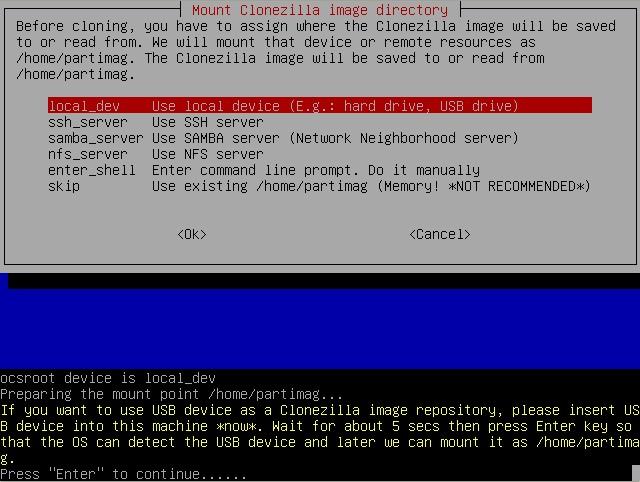 Mount Clonezilla image directory
Before cloning, you have to assign where the Clonezilla image will be saved
to or read from. We will mount that device or remote resources as
/home/partimag. The Clonezilla image will be saved to or read from
/home/partimag.
local_dev Use local device (E.g.: hard drive, USB drive)
ssh_server Use SSH server
samba_server Use SAMBA server (Network Neighborhood server)
nfs_server Use NFS server
enter_shell Enter command line prompt. Do it manually
skip Use existing /home/partimag (Memory! *NOT RECOMMENDED*)
<Ok> <Cancel>
ocsroot device is local_dev
Preparing the mount point /home/partimag...
If you want to use USB device as a Clonezilla image repository, please insert US
B device into this machine *now*. Wait for about 5 secs then press Enter key so
that the OS can detect the USB device and later we can mount it as /home/partima
g.
Press "Enter" to continue......